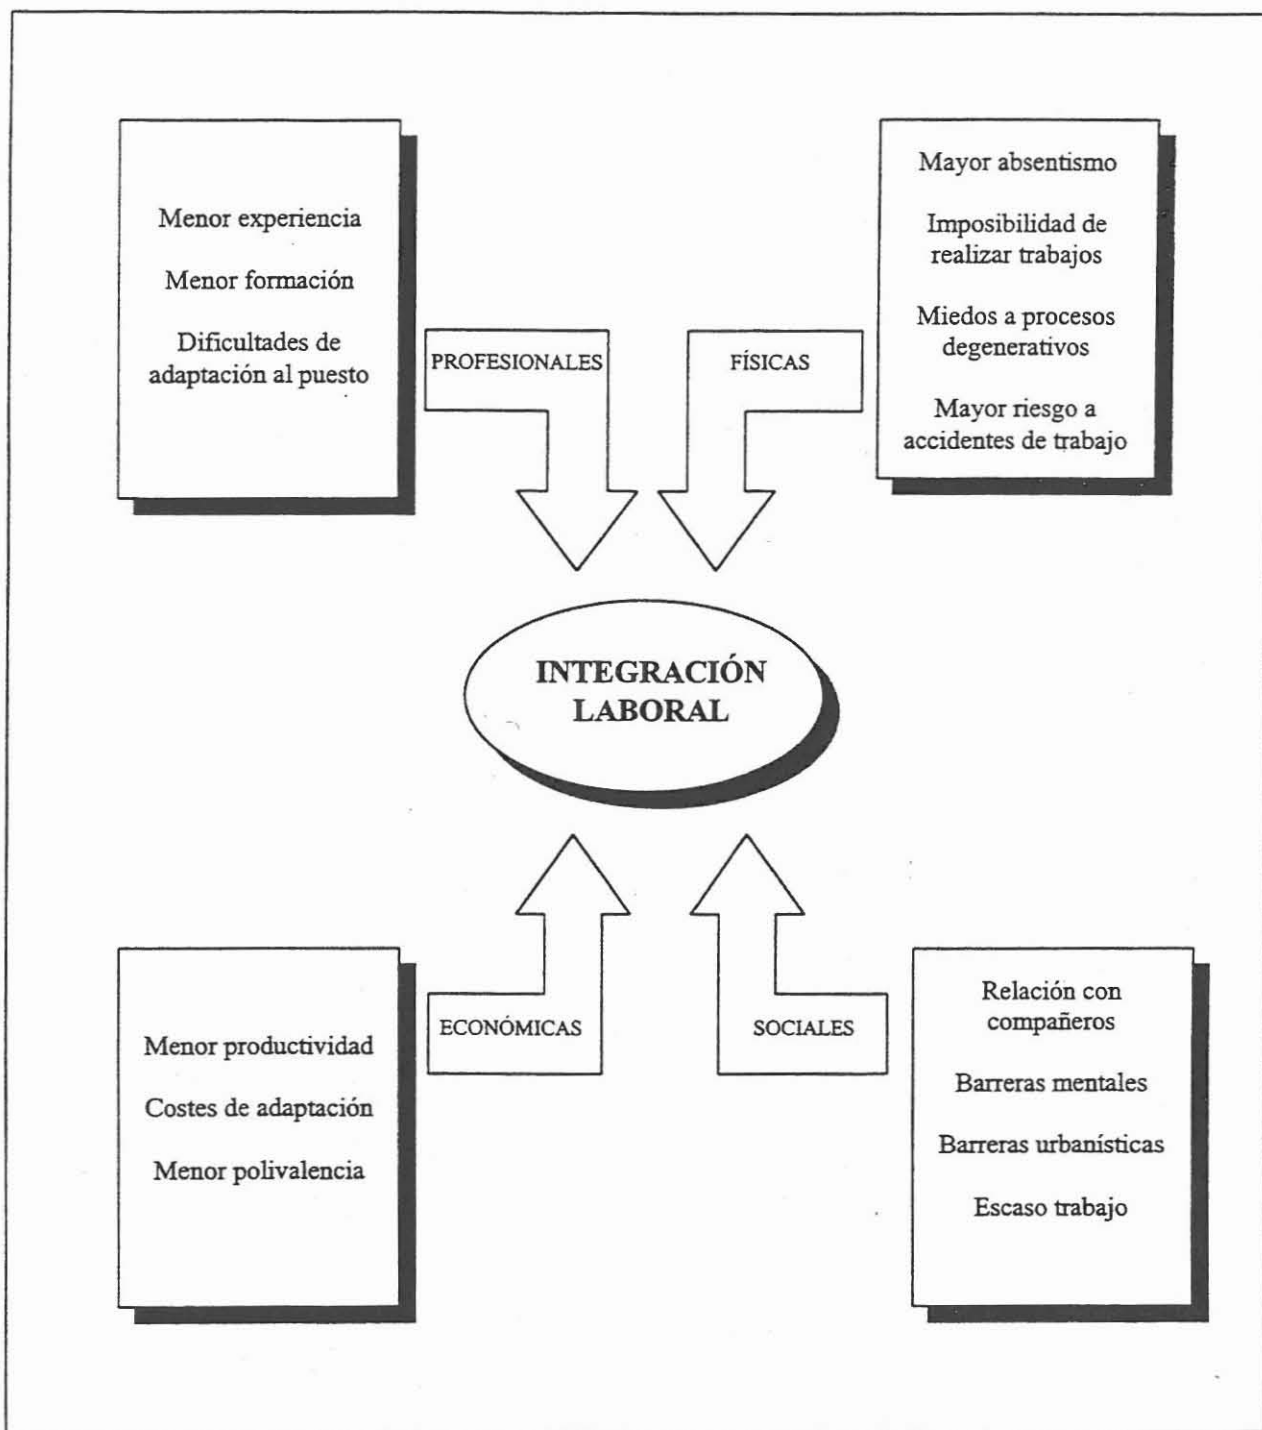 Menor experiencia
Menor formación
Dificultades de
adaptación al puesto
PROFESIONALES
FÍSICAS
Mayor absentismo
Imposibilidad de
realizar trabajos
Miedos a procesos
degenerativos
Mayor riesgo a
accidentes de trabajo
INTEGRACIÓN
LABORAL
Menor productividad
Costes de adaptación
Menor polivalencia
ECONÓMICAS
SOCIALES
Relación con
compañeros
Barreras mentales
Barreras urbanísticas
Escaso trabajo